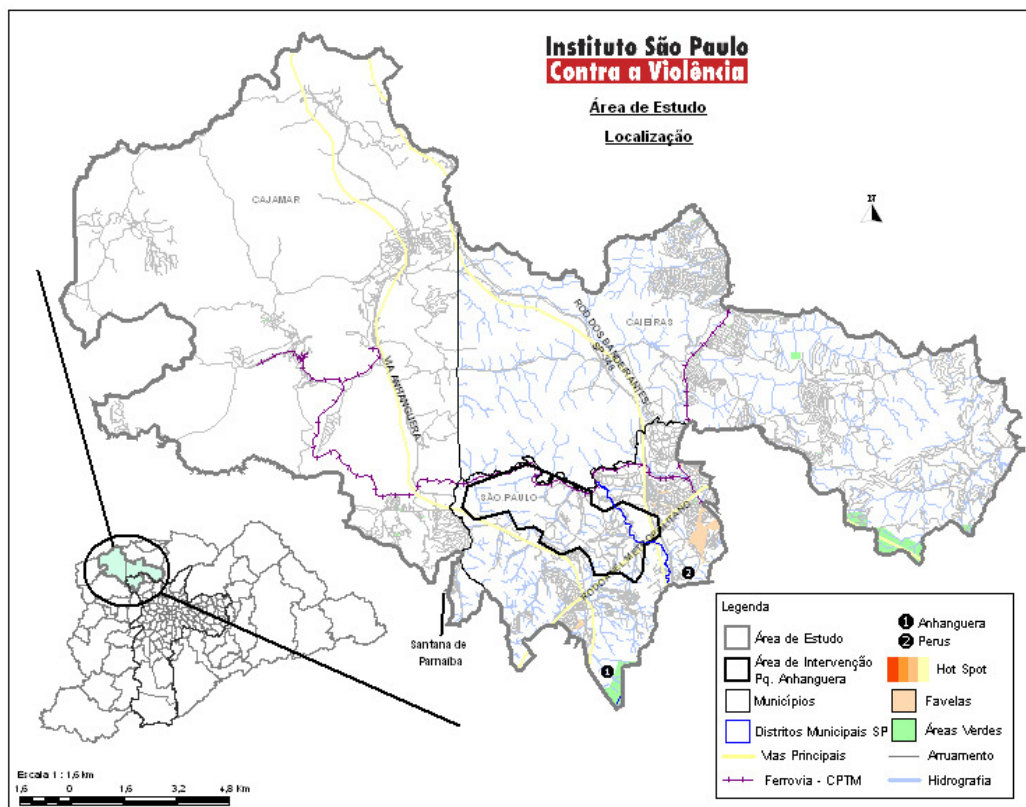 Instituto São Paulo
Contra a Violência
Área de Estudo
Localização
CAJAMAR
CAIEIRAS
ROD DOS BANDEIRANTES
VIA ANHANGUERA
SÃO PAULO
Santana de
Parnaíba
1
2
Legenda
Área de Estudo
Área de Intervenção
Pq. Anhanguera
Municípios
Distritos Municipais SP
Vias Principais
Ferrovia - CPTM
1 Anhanguera
2 Perus
Hot Spot
Favelas
Áreas Verdes
Arruamento
Hidrografia
Escala 1 : 1,6 km
1,6 0 1,6 3,2 4,8 Km